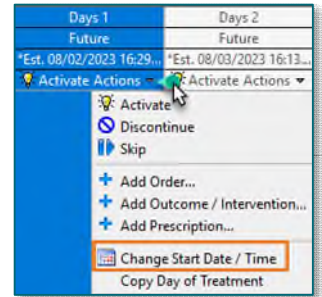 Days 1 Days 2
Future Future
*Est. 08/02/2023 16:29... *Est. 08/03/2023 16:13...
Activate Actions Activate Actions
Activate
Discontinue
Skip
Add Order...
Add Outcome / Intervention...
Add Prescription...
Change Start Date / Time
Copy Day of Treatment